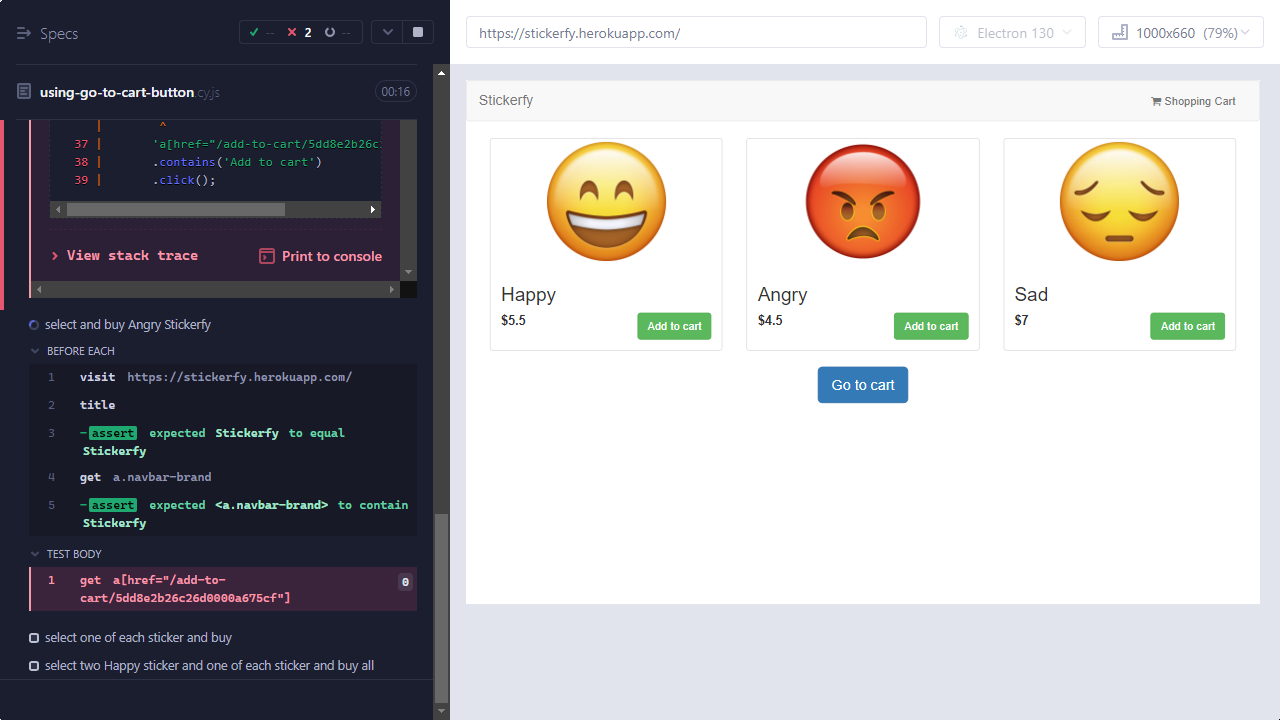 Specs
--
2
--
using-go-to-cart-button cy.js
00:16
^
37 | 'a[href="/add-to-cart/5dd8e2b26c
38 | .contains('Add to cart')
39 | .click();
> View stack trace
Print to console
select and buy Angry Stickerfy
BEFORE EACH
1 visit https://stickerfy.herokuapp.com/
2 title
3 -assert expected Stickerfy to equal
Stickerfy
4 get a.navbar-brand
5 -assert expected <a.navbar-brand> to contain
Stickerfy
TEST BODY
1 get a[href="/add-to-
cart/5dd8e2b26c26d0000a675cf"]
0
select one of each sticker and buy
select two Happy sticker and one of each sticker and buy all
https://stickerfy.herokuapp.com/
Electron 130
1000x660 (79%)
Stickerfy
Shopping Cart
Happy
$5.5
Add to cart
Angry
$4.5
Add to cart
Sad
$7
Add to cart
Go to cart